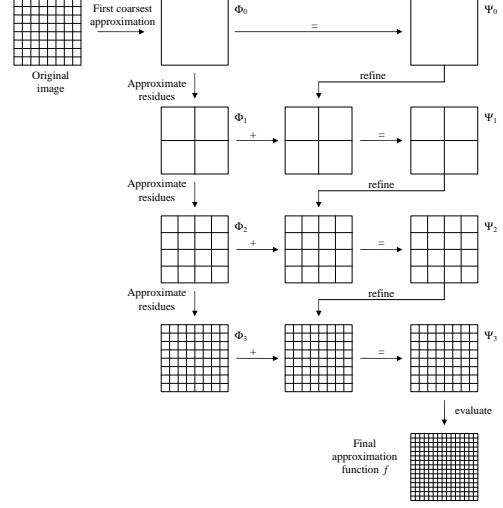 First coarsest
approximation
Φ0
=
Ψ0
Original
image
Approximate
residues
refine
Φ1
+
=
Ψ1
Approximate
residues
refine
Φ2
+
=
Ψ2
Approximate
residues
refine
Φ3
+
=
Ψ3
evaluate
Final
approximation
function f